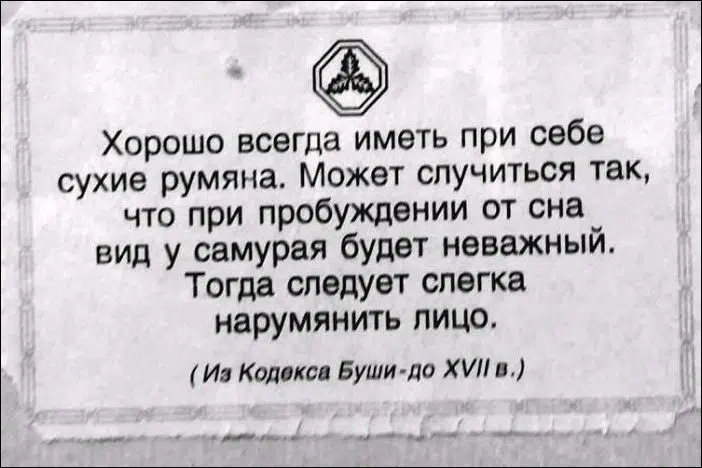 Хорошо всегда иметь при себе
сухие румяна. Может случиться так,
что при пробуждении от сна
вид у самурая будет неважный.
Тогда следует слегка
нарумянить лицо.
(Из Кодекса Буши-до XVII в.)